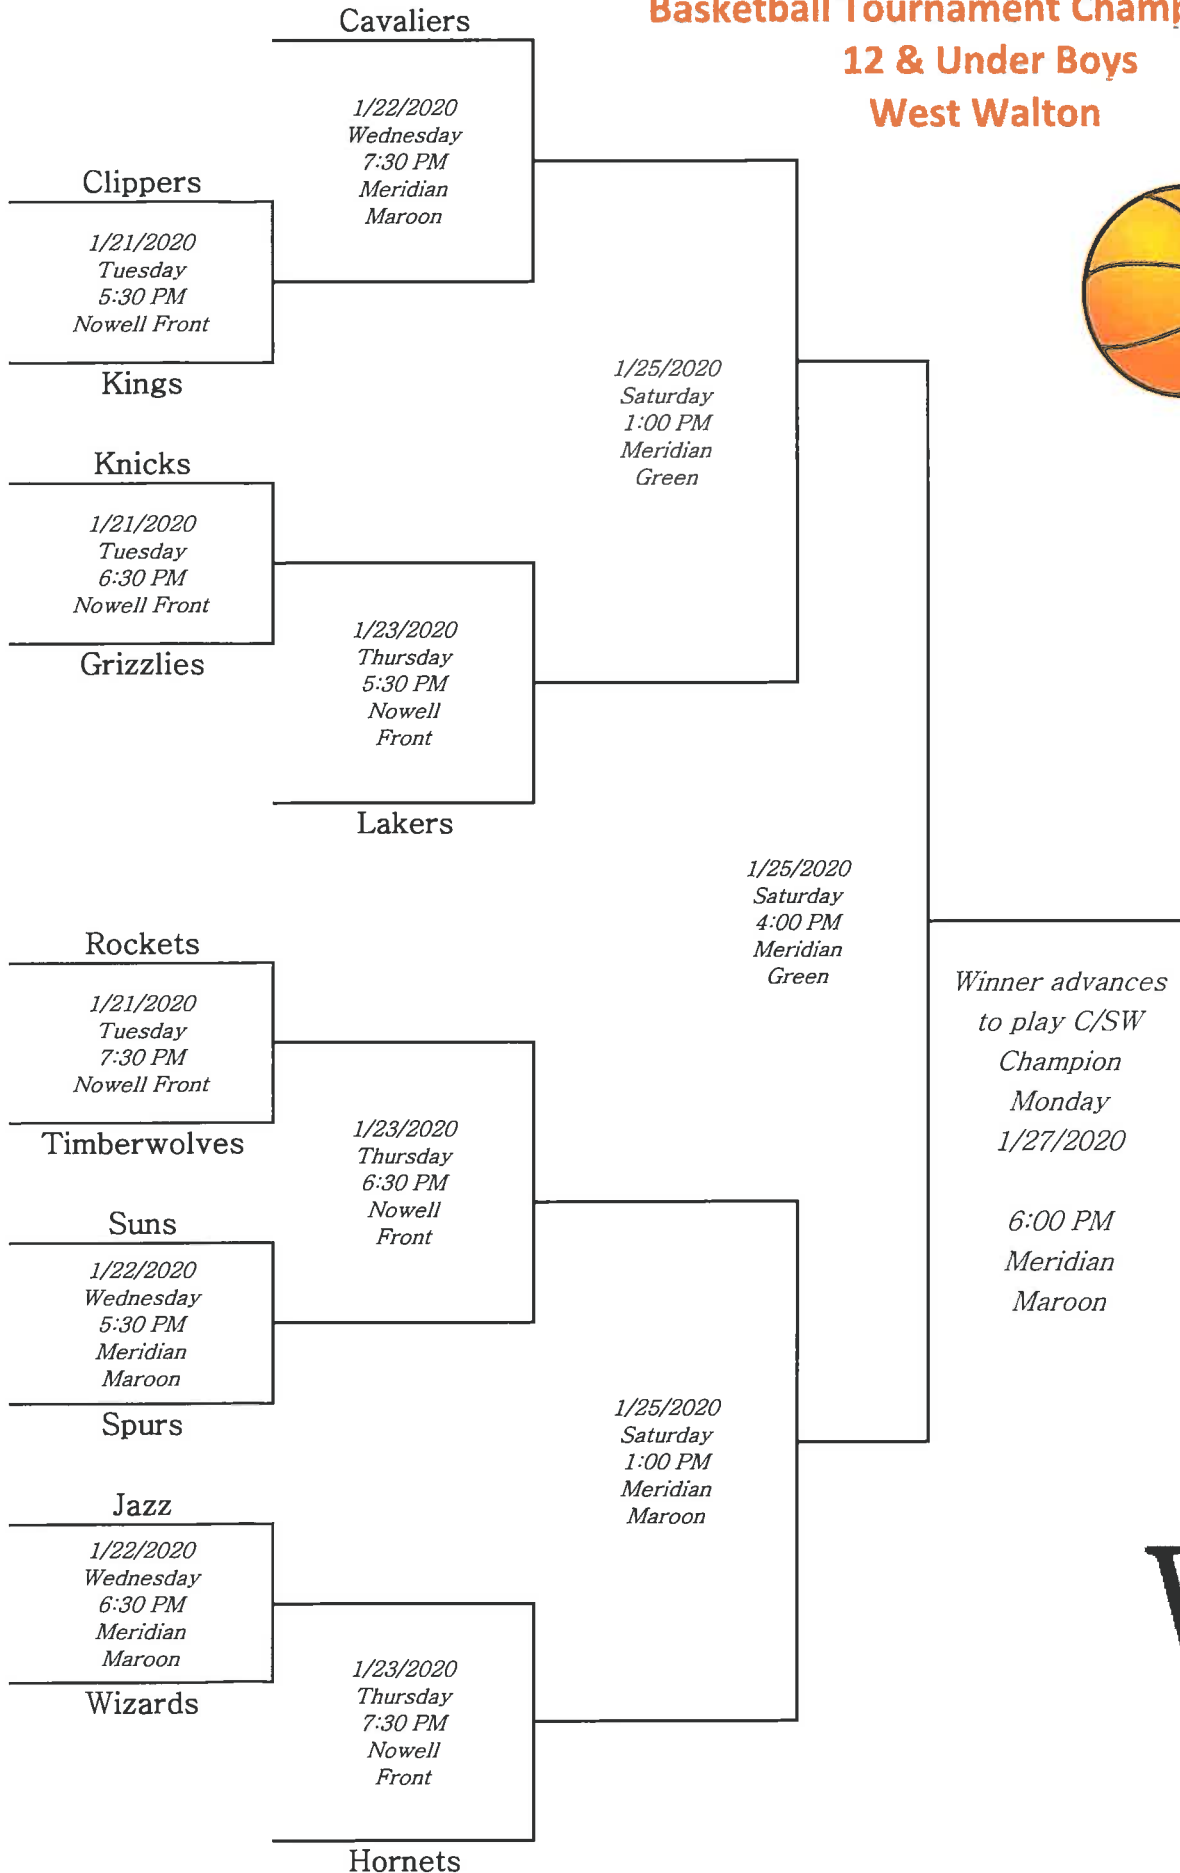 Cavaliers
Basketball Tournament Champ
12 & Under Boys
West Walton
1/22/2020
Wednesday
7:30 PM
Meridian
Maroon
Clippers
1/21/2020
Tuesday
5:30 PM
Nowell Front
Kings
1/25/2020
Saturday
1:00 PM
Meridian
Green
Knicks
1/21/2020
Tuesday
6:30 PM
Nowell Front
Grizzlies
1/23/2020
Thursday
5:30 PM
Nowell
Front
Lakers
1/25/2020
Saturday
4:00 PM
Meridian
Green
Rockets
1/21/2020
Tuesday
7:30 PM
Nowell Front
Timberwolves
Winner advances
to play C/SW
Champion
Monday
1/27/2020
6:00 PM
Meridian
Maroon
1/23/2020
Thursday
6:30 PM
Nowell
Front
Suns
1/22/2020
Wednesday
5:30 PM
Meridian
Maroon
Spurs
1/25/2020
Saturday
1:00 PM
Meridian
Maroon
Jazz
1/22/2020
Wednesday
6:30 PM
Meridian
Maroon
Wizards
1/23/2020
Thursday
7:30 PM
Nowell
Front
Hornets